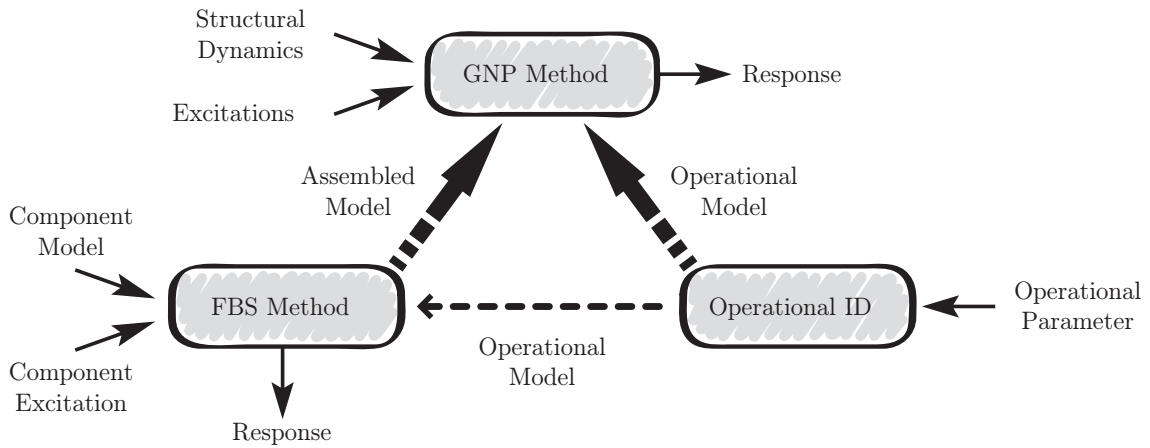 Structural
Dynamics
GNP Method
Response
Excitations
Assembled
Model
Operational
Model
Component
Model
FBS Method
Operational ID
Operational
Parameter
Operational
Model
Component
Excitation
Response